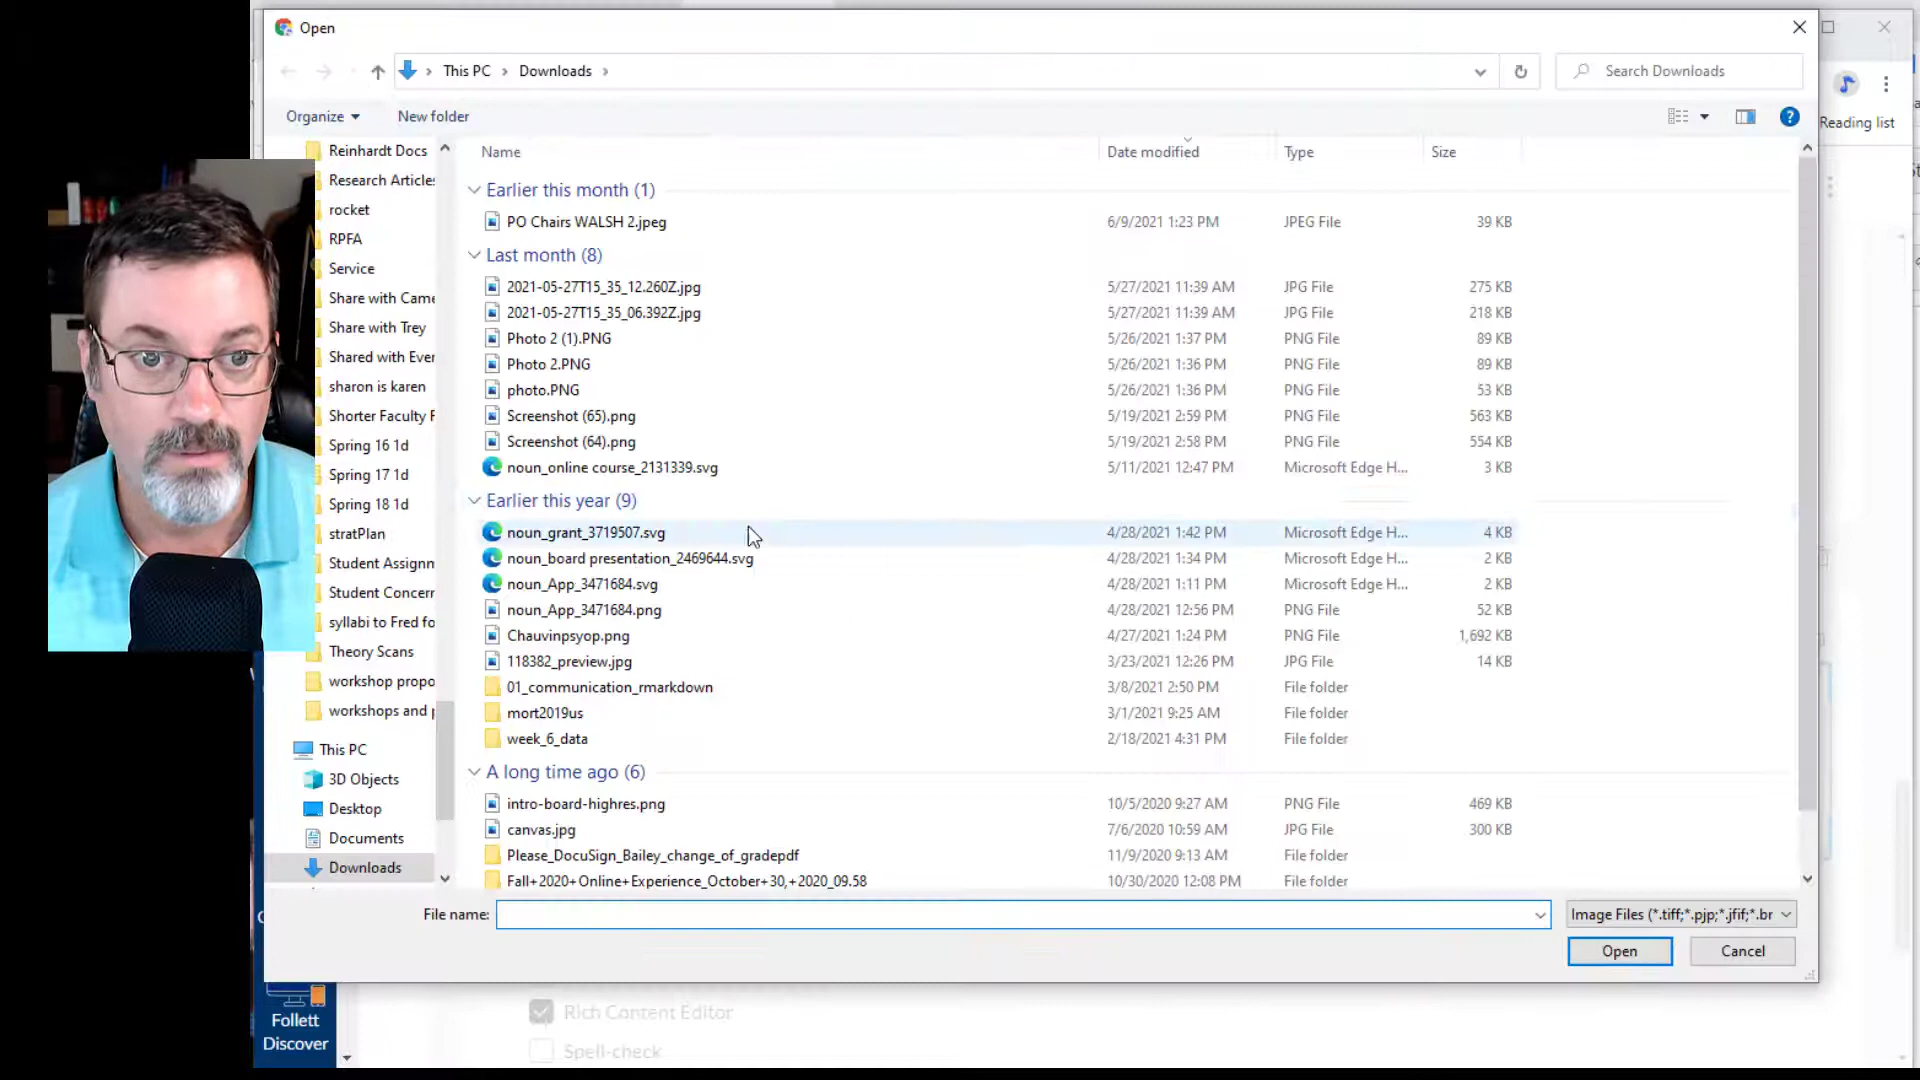 Open
This PC > Downloads >
Search Downloads
Organize
New folder
Reading list
Name
Date modified
Type
Size
Reinhardt Docs
Research Articles
rocket
RPFA
Service
Share with Came
Share with Trey
Shared with Ever
sharon is karen
Shorter Faculty F
Spring 16 1d
Spring 17 1d
Spring 18 1d
stratPlan
Student Assignn
Student Concern
syllabi to Fred fo
Theory Scans
workshop propo
workshops and p
This PC
3D Objects
Desktop
Documents
Downloads
Earlier this month (1)
PO Chairs WALSH 2.jpeg 6/9/2021 1:23 PM JPEG File 39 KB
Last month (8)
2021-05-27T15_35_12.260Z.jpg 5/27/2021 11:39 AM JPG File 275 KB
2021-05-27T15_35_06.392Z.jpg 5/27/2021 11:39 AM JPG File 218 KB
Photo 2 (1).PNG 5/26/2021 1:37 PM PNG File 89 KB
Photo 2.PNG 5/26/2021 1:36 PM PNG File 89 KB
photo.PNG 5/26/2021 1:36 PM PNG File 53 KB
Screenshot (65).png 5/19/2021 2:59 PM PNG File 563 KB
Screenshot (64).png 5/19/2021 2:58 PM PNG File 554 KB
noun_online course_2131339.svg 5/11/2021 12:47 PM Microsoft Edge H... 3 KB
Earlier this year (9)
noun_grant_3719507.svg 4/28/2021 1:42 PM Microsoft Edge H... 4 KB
noun_board presentation_2469644.svg 4/28/2021 1:34 PM Microsoft Edge H... 2 KB
noun_App_3471684.svg 4/28/2021 1:11 PM Microsoft Edge H... 2 KB
noun_App_3471684.png 4/28/2021 12:56 PM PNG File 52 KB
Chauvinpsyop.png 4/27/2021 1:24 PM PNG File 1,692 KB
118382_preview.jpg 3/23/2021 12:26 PM JPG File 14 KB
01_communication_rmarkdown 3/8/2021 2:50 PM File folder
mort2019us 3/1/2021 9:25 AM File folder
week_6_data 2/18/2021 4:31 PM File folder
A long time ago (6)
intro-board-highres.png 10/5/2020 9:27 AM PNG File 469 KB
canvas.jpg 7/6/2020 10:59 AM JPG File 300 KB
Please_DocuSign_Bailey_change_of_gradepdf 11/9/2020 9:13 AM File folder
Fall+2020+Online+Experience_October+30,+2020_09.58 10/30/2020 12:08 PM File folder
File name:
Image Files (*.tiff;*.pjp;*.jfif;*.br
Open
Cancel
Follett
Discover
Rich Content Editor
Spell-check